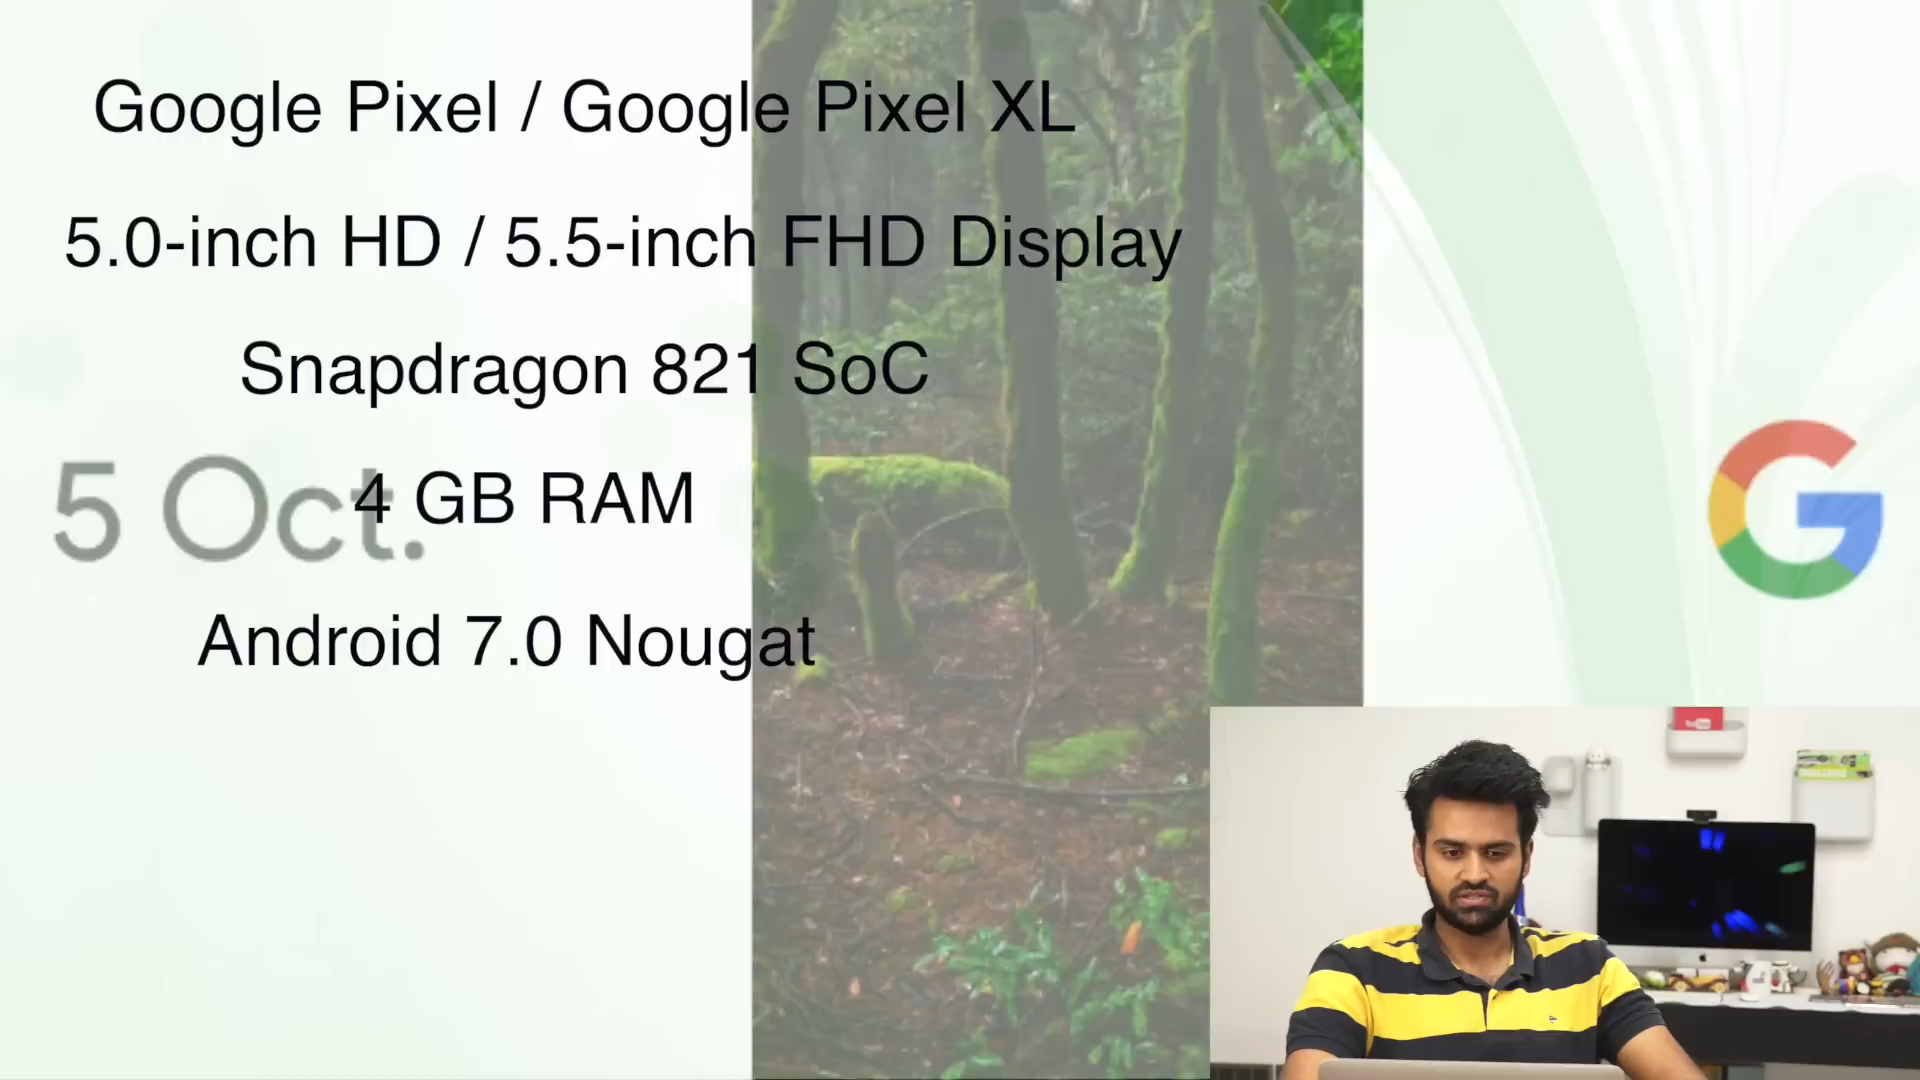 Google Pixel / Google Pixel XL
5.0-inch HD / 5.5-inch FHD Display
Snapdragon 821 SoC
5 Oct.
4 GB RAM
Android 7.0 Nougat